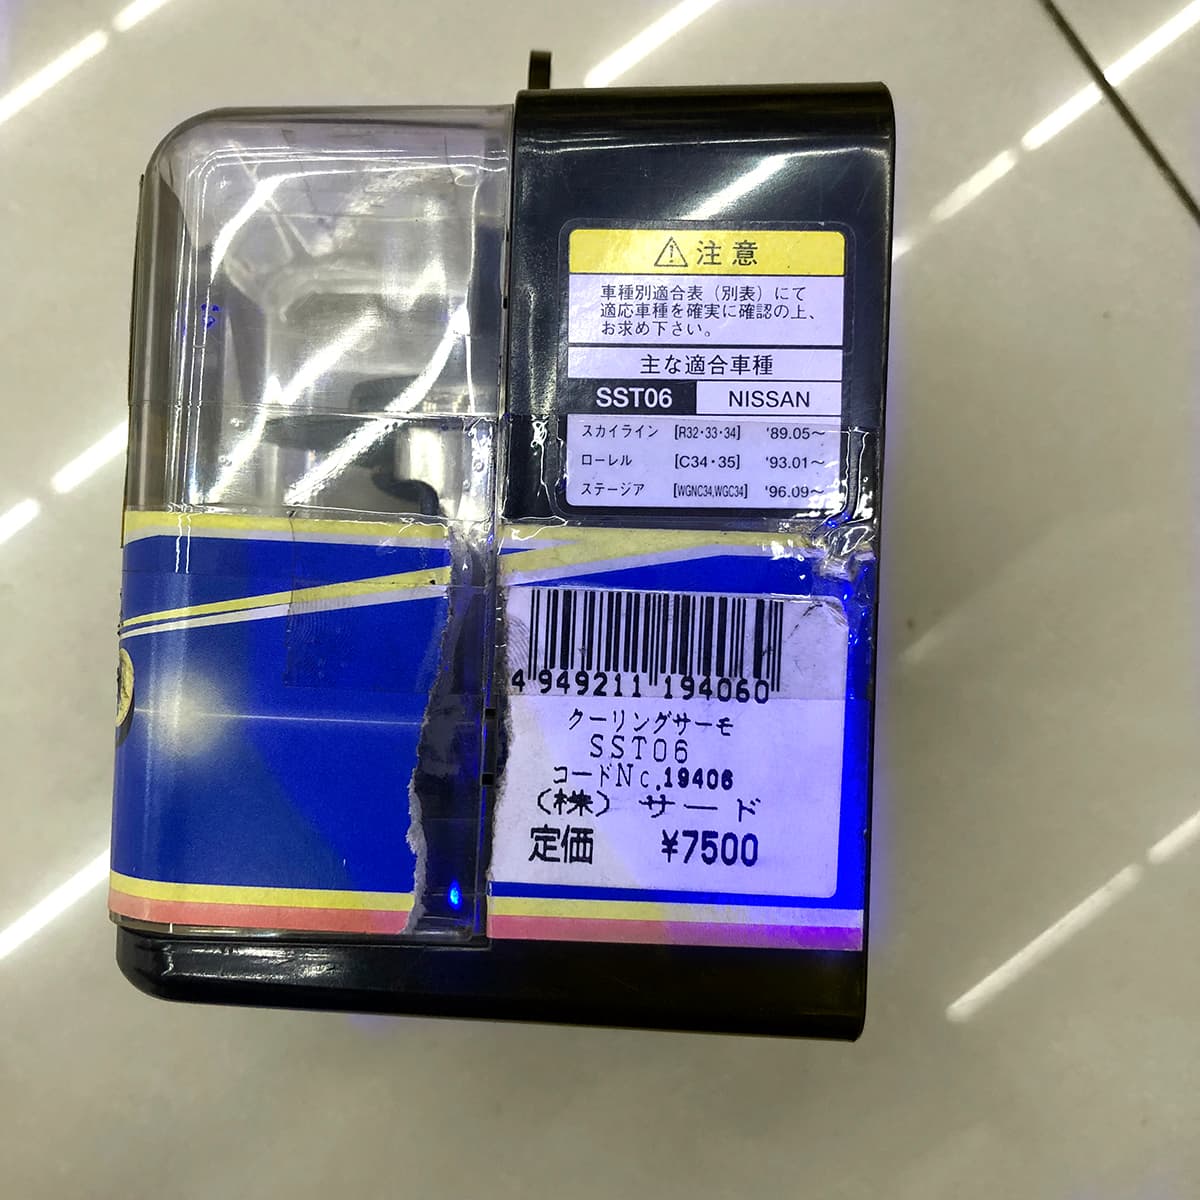 注意
車種別適合表（別表）にて
適応車種を確実に確認の上、
お求め下さい。
主な適合車種
SST06 NISSAN
スカイライン [R32・33・34] '89.05～
ローレル [C34・35] '93.01～
ステージア [WGNC34,WGC34] '96.09～
4 949211 194060
クーリングサーモ
SST06
コードNo.19406
(株) サード
定価 ¥7500